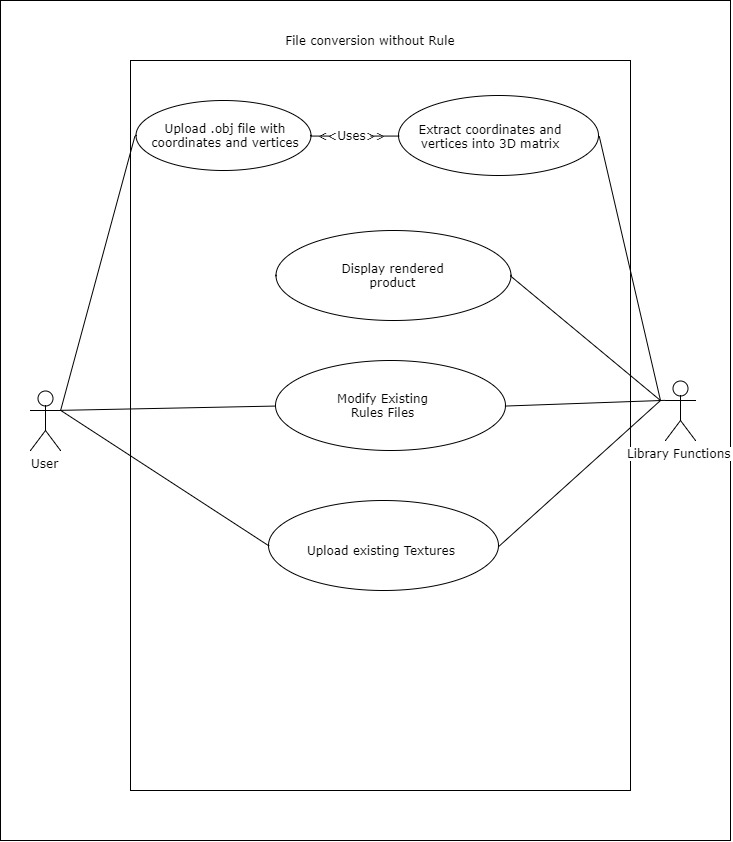 File conversion without Rule
Upload .obj file with
coordinates and vertices
<Uses>
Extract coordinates and
vertices into 3D matrix
Display rendered
product
Modify Existing
Rules Files
User
Library Functions
Upload existing Textures